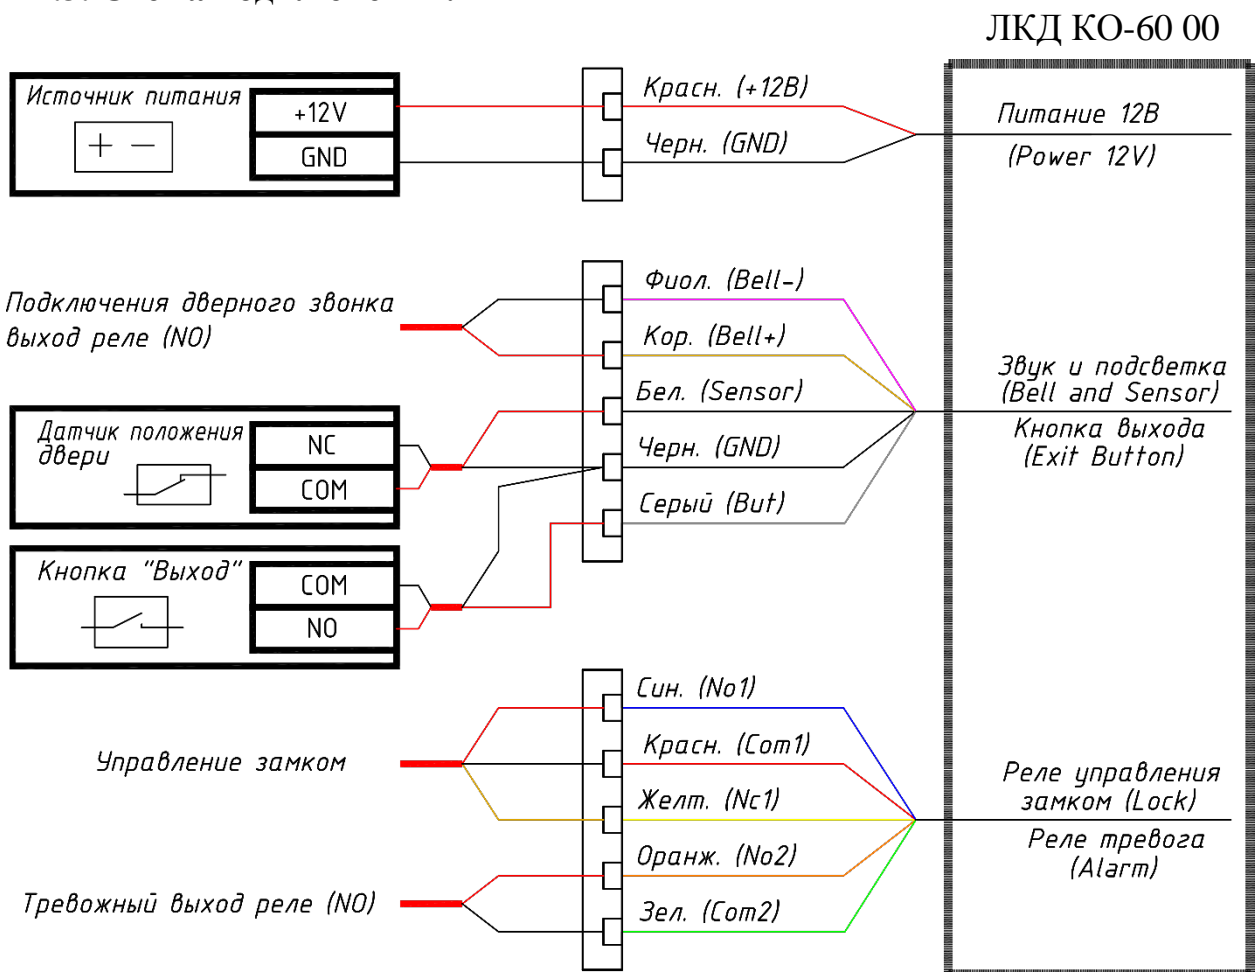 ЛКД КО-60 00
Источник питания
+12V
GND
Красн. (+12В)
Черн. (GND)
Питание 12В
(Power 12V)
Подключения дверного звонка
выход реле (NO)
Фиол. (Bell-)
Кор. (Bell+)
Бел. (Sensor)
Черн. (GND)
Серый (But)
Звук и подсветка
(Bell and Sensor)
Кнопка выхода
(Exit Button)
Датчик положения
двери
NC
COM
Кнопка "Выход"
COM
NO
Управление замком
Син. (No1)
Красн. (Com1)
Желт. (Nc1)
Оранж. (No2)
Зел. (Com2)
Тревожный выход реле (NO)
Реле управления
замком (Lock)
Реле тревога
(Alarm)